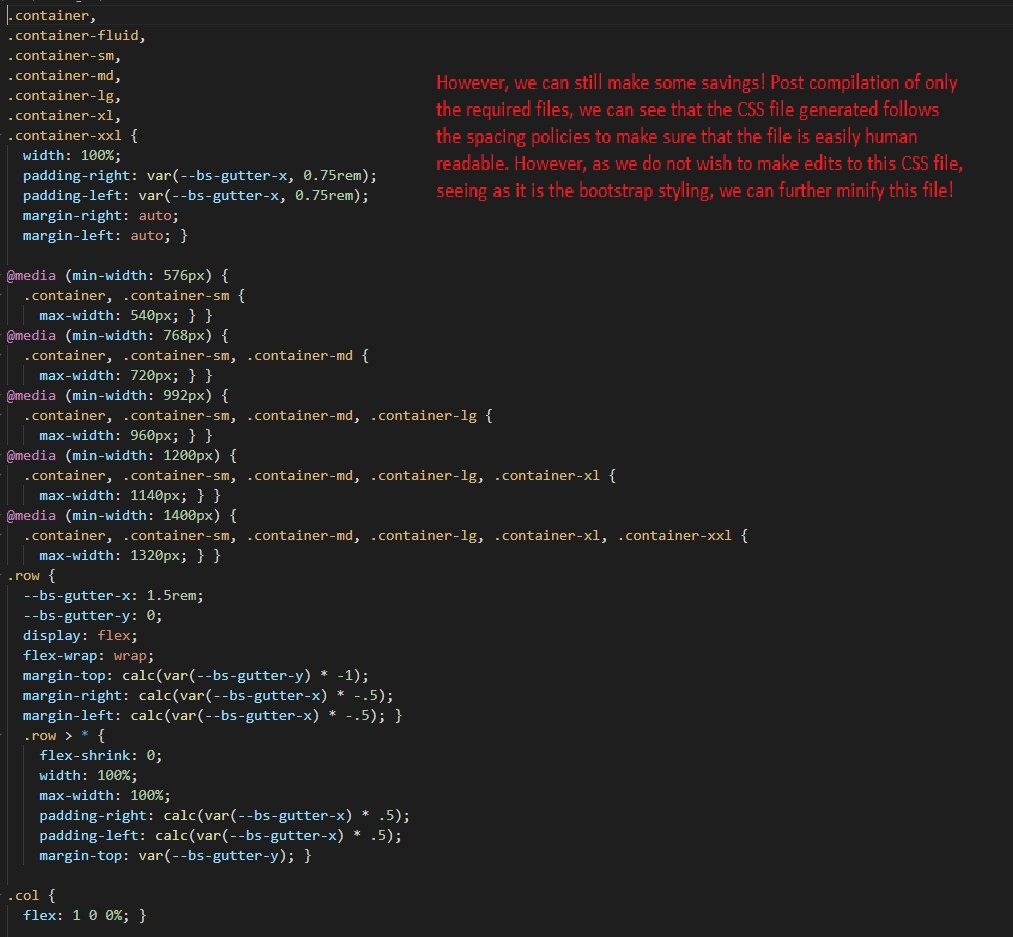 .container,
.container-fluid,
.container-sm,
.container-md,
.container-lg,
.container-xl,
.container-xxl {
  width: 100%;
  padding-right: var(--bs-gutter-x, 0.75rem);
  padding-left: var(--bs-gutter-x, 0.75rem);
  margin-right: auto;
  margin-left: auto; }
However, we can still make some savings! Post compilation of only
the required files, we can see that the CSS file generated follows
the spacing policies to make sure that the file is easily human
readable. However, as we do not wish to make edits to this CSS file,
seeing as it is the bootstrap styling, we can further minify this file!
@media (min-width: 576px) {
  .container, .container-sm {
    max-width: 540px; } }
@media (min-width: 768px) {
  .container, .container-sm, .container-md {
    max-width: 720px; } }
@media (min-width: 992px) {
  .container, .container-sm, .container-md, .container-lg {
    max-width: 960px; } }
@media (min-width: 1200px) {
  .container, .container-sm, .container-md, .container-lg, .container-xl {
    max-width: 1140px; } }
@media (min-width: 1400px) {
  .container, .container-sm, .container-md, .container-lg, .container-xl, .container-xxl {
    max-width: 1320px; } }
.row {
  --bs-gutter-x: 1.5rem;
  --bs-gutter-y: 0;
  display: flex;
  flex-wrap: wrap;
  margin-top: calc(var(--bs-gutter-y) * -1);
  margin-right: calc(var(--bs-gutter-x) * -.5);
  margin-left: calc(var(--bs-gutter-x) * -.5); }
  .row > * {
    flex-shrink: 0;
    width: 100%;
    max-width: 100%;
    padding-right: calc(var(--bs-gutter-x) * .5);
    padding-left: calc(var(--bs-gutter-x) * .5);
    margin-top: var(--bs-gutter-y); }
.col {
  flex: 1 0 0%; }